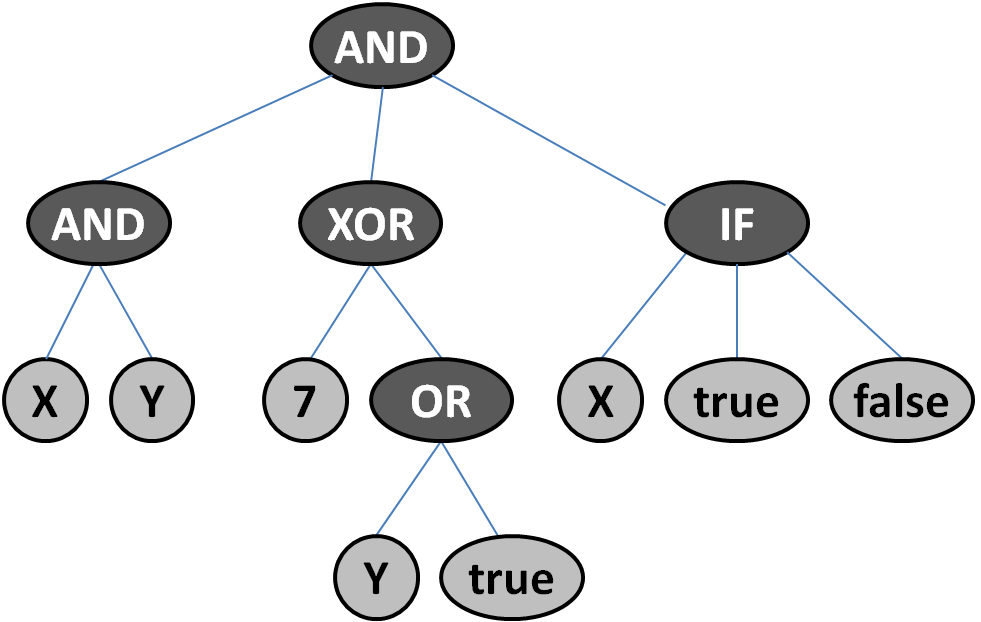 AND
AND XOR IF
X Y 7 OR X true false
Y true